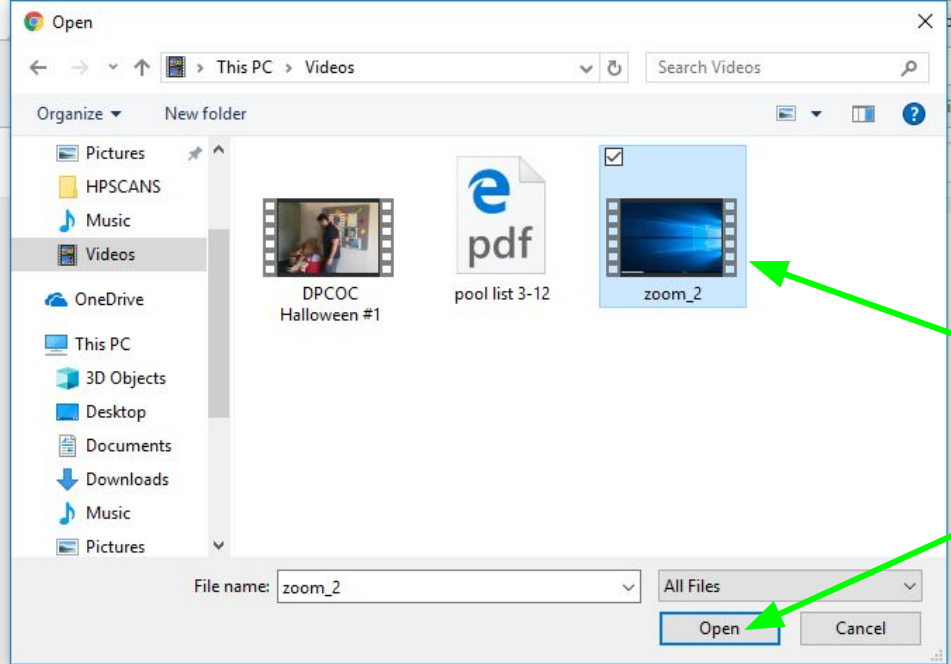 Open
This PC > Videos
Search Videos
Organize
New folder
Pictures
HPSCANS
Music
Videos
OneDrive
This PC
3D Objects
Desktop
Documents
Downloads
Music
Pictures
DPCOC
Halloween #1
pdf
pool list 3-12
zoom_2
File name: zoom_2
All Files
Open
Cancel